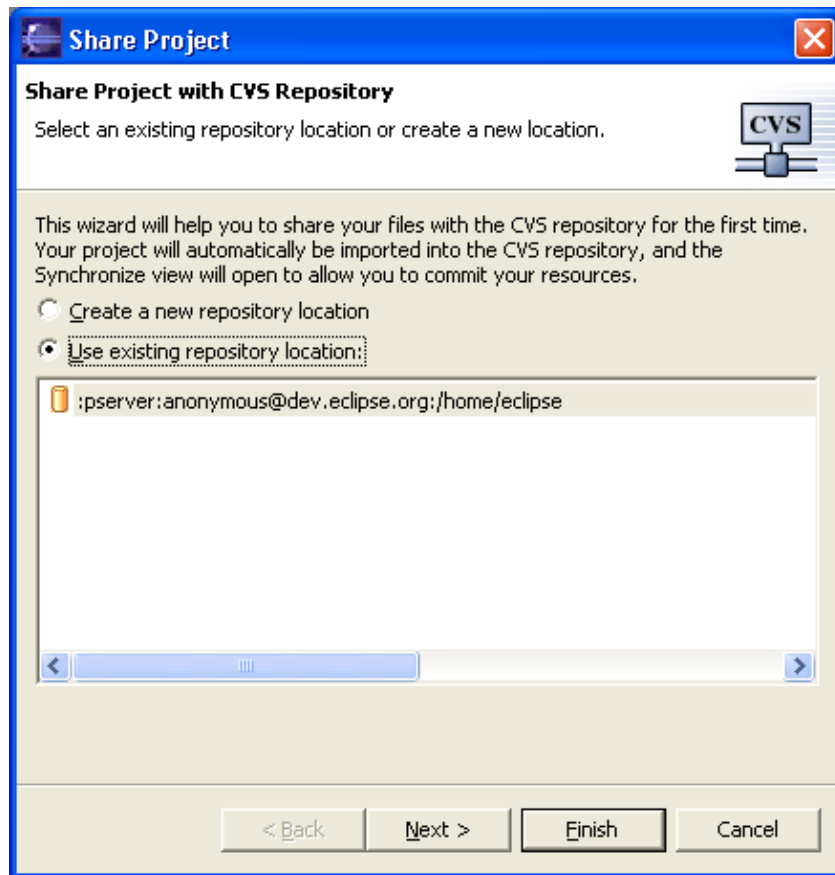 Share Project
Share Project with CVS Repository
Select an existing repository location or create a new location.
CVS
This wizard will help you to share your files with the CVS repository for the first time.
Your project will automatically be imported into the CVS repository, and the
Synchronize view will open to allow you to commit your resources.
Create a new repository location
Use existing repository location:
:pserver:anonymous@dev.eclipse.org:/home/eclipse
< Back Next > Finish Cancel